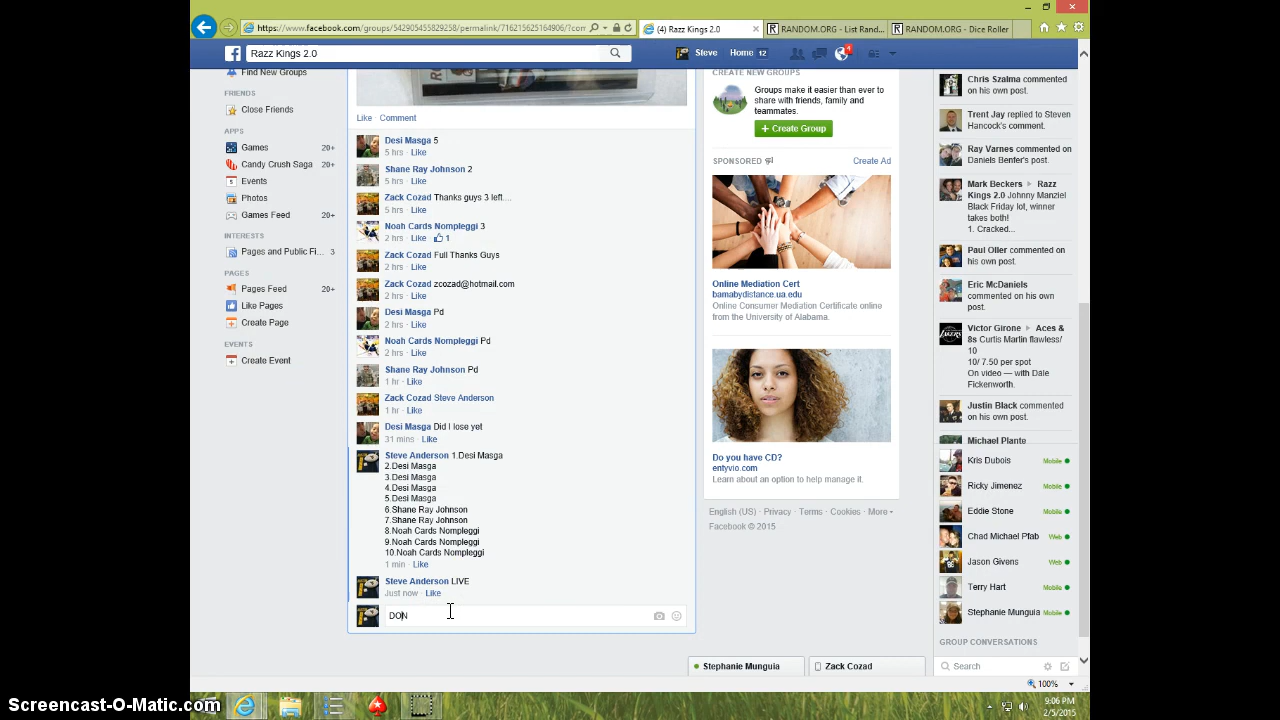 https://www.facebook.com/groups/542905455829258/permalink/716215625164906/?com
(4) Razz Kings 2.0
RANDOM.ORG - List Rand...
RANDOM.ORG - Dice Roller
Razz Kings 2.0
Steve
Home 12
4
Find New Groups
FRIENDS
Close Friends
APPS
Games 20+
Candy Crush Saga 20+
Events
Photos
Games Feed 20+
INTERESTS
Pages and Public Fi... 3
PAGES
Pages Feed 20+
Like Pages
Create Page
EVENTS
Create Event
Like Comment
Desi Masga 5
5 hrs · Like
Shane Ray Johnson 2
5 hrs · Like
Zack Cozad Thanks guys 3 left....
5 hrs · Like
Noah Cards Nompleggi 3
2 hrs · Like · 1
Zack Cozad Full Thanks Guys
2 hrs · Like
Zack Cozad zcozad@hotmail.com
2 hrs · Like
Desi Masga Pd
2 hrs · Like
Noah Cards Nompleggi Pd
2 hrs · Like
Shane Ray Johnson Pd
1 hr · Like
Zack Cozad Steve Anderson
1 hr · Like
Desi Masga Did I lose yet
31 mins · Like
Steve Anderson 1.Desi Masga
2.Desi Masga
3.Desi Masga
4.Desi Masga
5.Desi Masga
6.Shane Ray Johnson
7.Shane Ray Johnson
8.Noah Cards Nompleggi
9.Noah Cards Nompleggi
10.Noah Cards Nompleggi
1 min · Like
Steve Anderson LIVE
Just now · Like
DON
CREATE NEW GROUPS
Groups make it easier than ever to
share with friends, family and
teammates.
+ Create Group
SPONSORED
Create Ad
Online Mediation Cert
bamabydistance.ua.edu
Online Consumer Mediation Certificate online
from the University of Alabama.
Do you have CD?
entyvio.com
Learn about an option to help manage it.
English (US) · Privacy · Terms · Cookies · More
Facebook © 2015
Chris Szalma commented
on his own post.
Trent Jay replied to Steven
Hancock's comment.
Ray Varnes commented on
Daniels Benfer's post.
Mark Beckers Razz
Kings 2.0 Johnny Manziel
Black Friday lot, winner
takes both!
1. Cracked...
Paul Oller commented on
his own post.
Eric McDaniels
commented on his own
post.
Victor Girone Aces &
8s Curtis Martin flawless/
10
10/ 7.50 per spot
On video — with Dale
Fickenworth.
Justin Black commented
on his own post.
Michael Plante
Kris Dubois Mobile
Ricky Jimenez Mobile
Eddie Stone Mobile
Chad Michael Pfab Web
Jason Givens Web
Terry Hart Mobile
Stephanie Munguia Mobile
GROUP CONVERSATIONS
Search
Stephanie Munguia
Zack Cozad
100%
Screencast-O-Matic.com
9:06 PM
2/5/2015